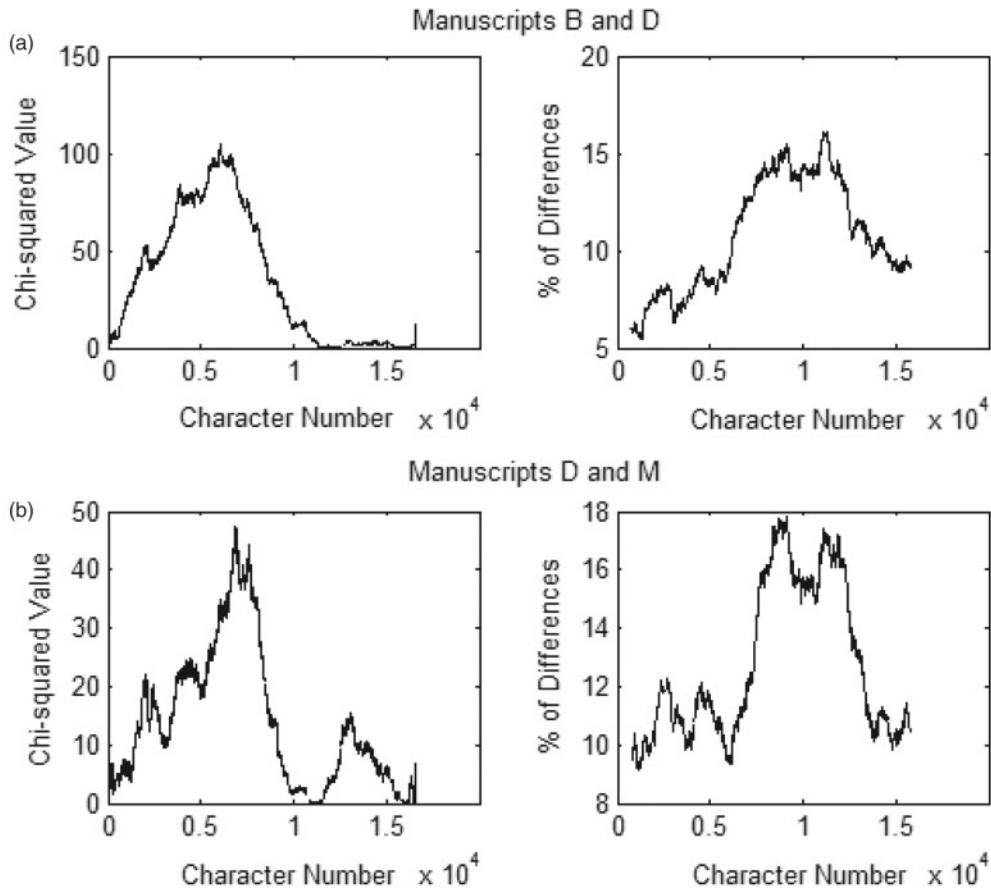 Manuscripts B and D
(a)
Chi-squared Value
150
100
50
0
0 0.5 1 1.5
Character Number x 10^4
% of Differences
20
15
10
5
0 0.5 1 1.5
Character Number x 10^4
Manuscripts D and M
(b)
Chi-squared Value
50
40
30
20
10
0
0 0.5 1 1.5
Character Number x 10^4
% of Differences
18
16
14
12
10
8
0 0.5 1 1.5
Character Number x 10^4